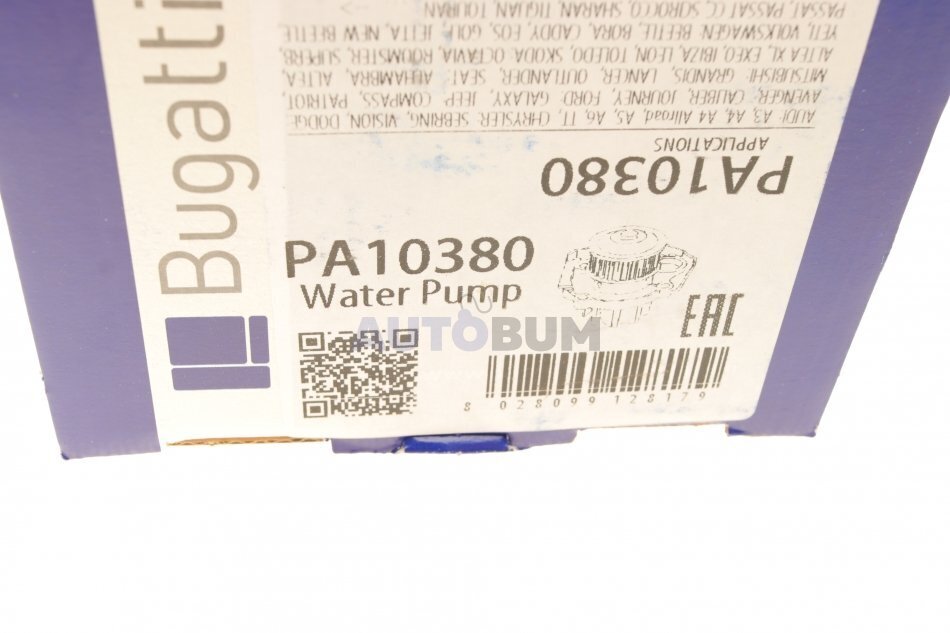 Bugatti
PA10380
Water Pump
EAC
8 028099 128179
AUTOBUM
PA10380
APPLICATIONS
AUDI: A3, A4, A4 Allroad, A5, A6, TT, CHRYSLER: SEBRING, VISION, DODGE:
AVENGER, CALIBER, JOURNEY, FORD: GALAXY, JEEP: COMPASS, PATRIOT,
MITSUBISHI: GRANDIS, LANCER, OUTLANDER, SEAT: ALHAMBRA, ALTEA,
ALTEA XL, EXEO, IBIZA, LEON, TOLEDO, SKODA: OCTAVIA, ROOMSTER, SUPERB,
YETI, VOLKSWAGEN: BEETLE, BORA, CADDY, EOS, GOLF, JETTA, NEW BEETLE,
PASSAT, PASSAT CC, SCIROCCO, SHARAN, TIGUAN, TOURAN